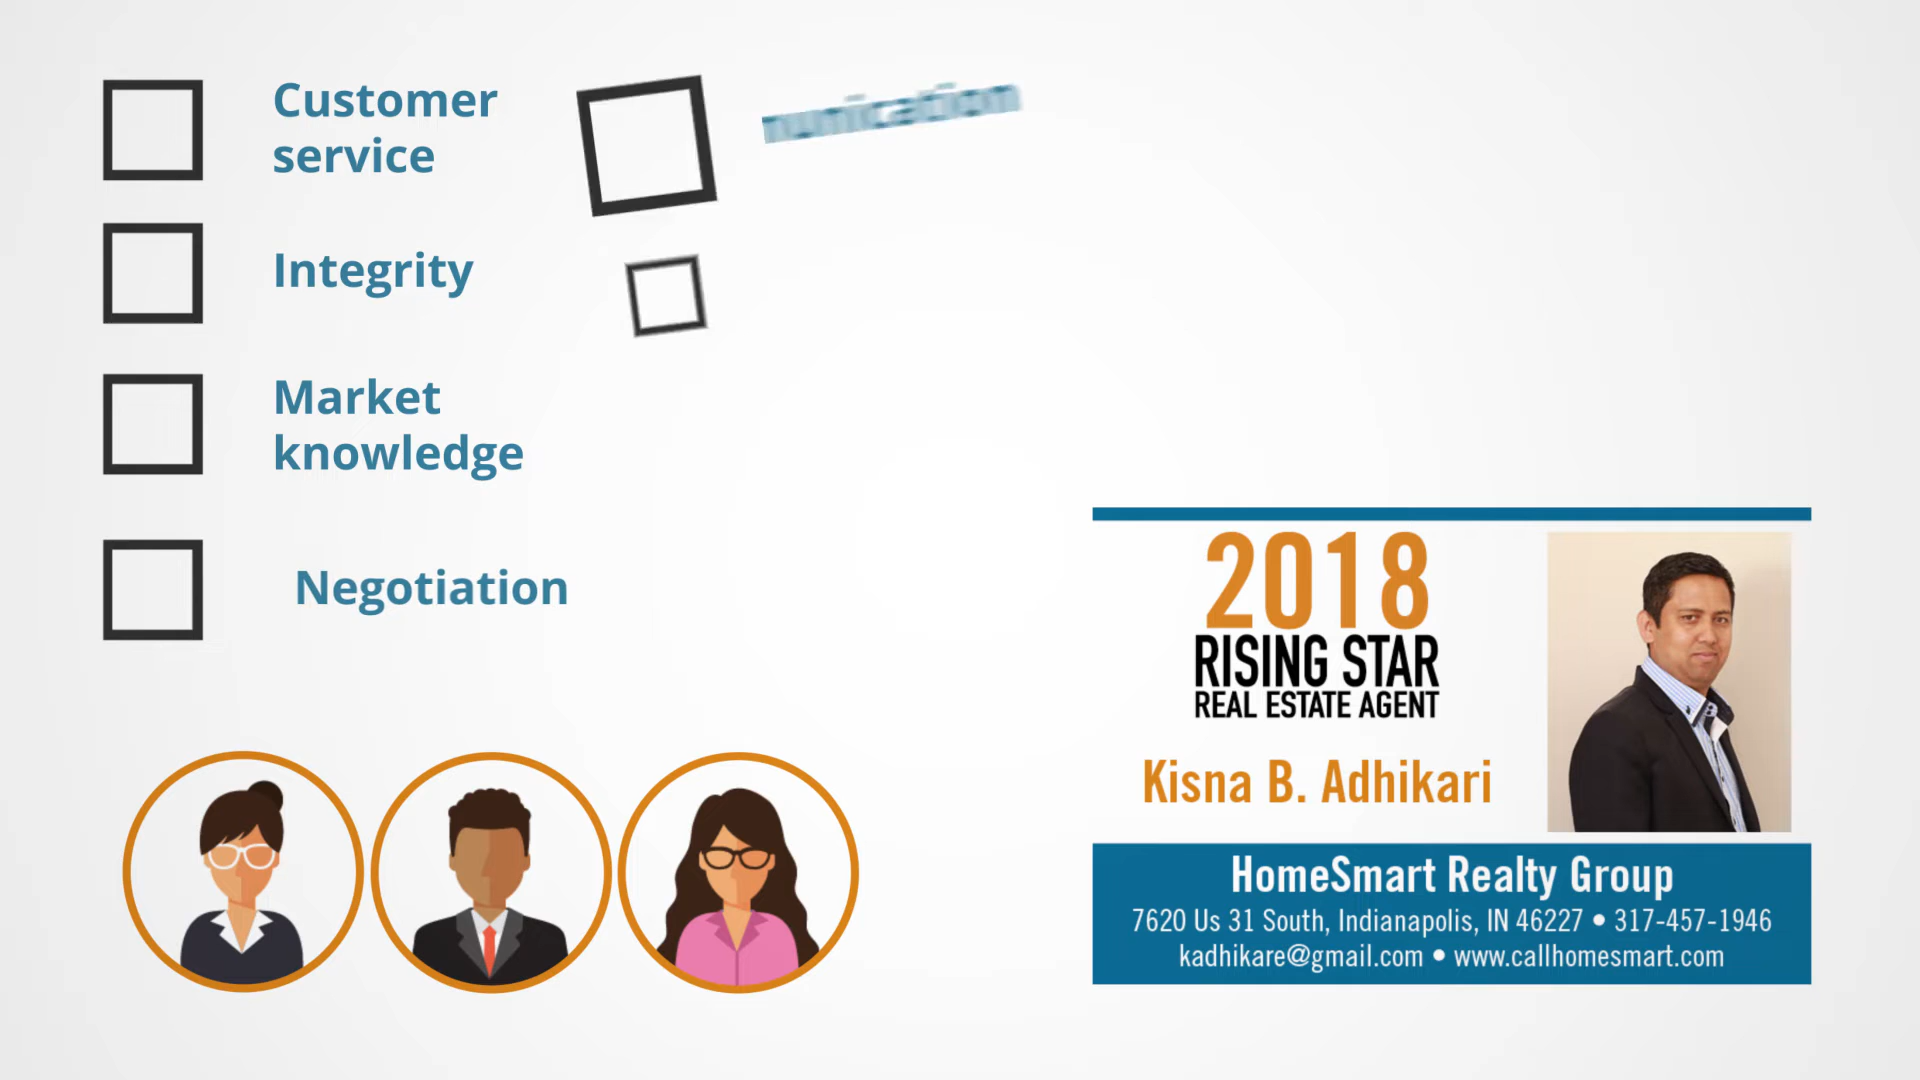 Customer
service
Integrity
Market
knowledge
Negotiation
2018
RISING STAR
REAL ESTATE AGENT
Kisna B. Adhikari
HomeSmart Realty Group
7620 Us 31 South, Indianapolis, IN 46227 • 317-457-1946
kadhikare@gmail.com • www.callhomesmart.com